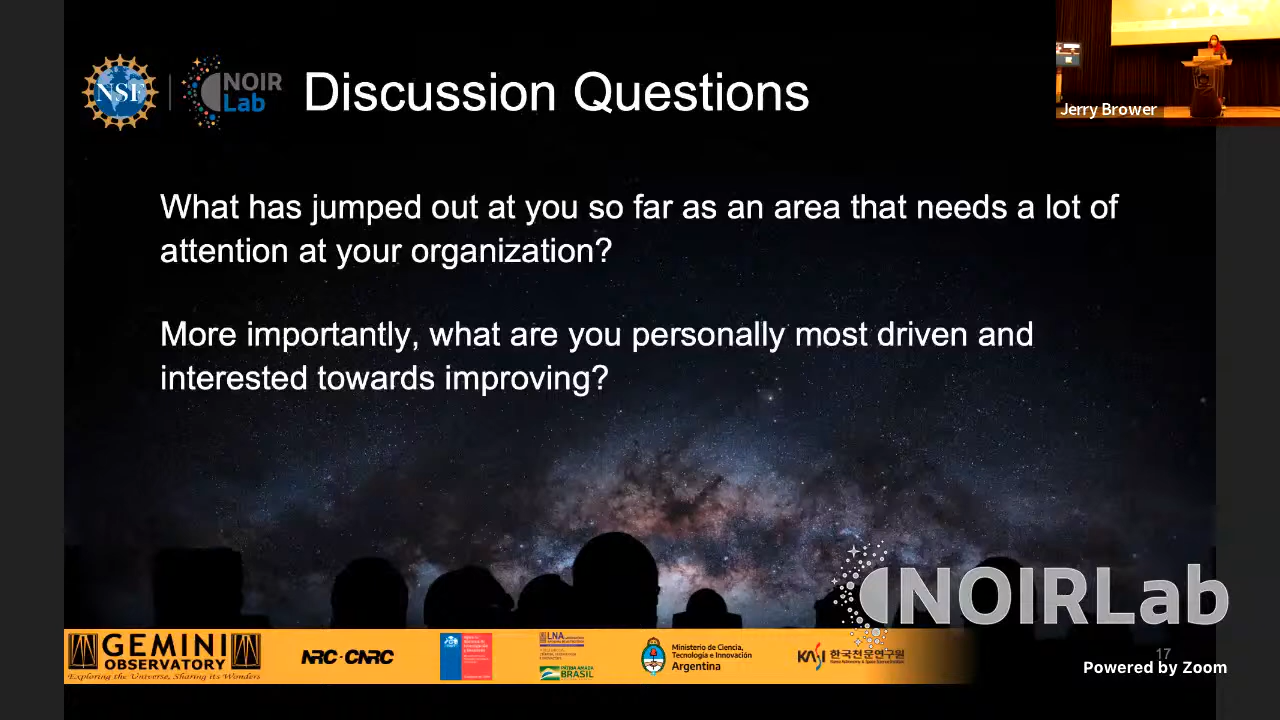 NSF
NOIR
Lab
Discussion Questions
Jerry Brower
What has jumped out at you so far as an area that needs a lot of
attention at your organization?
More importantly, what are you personally most driven and
interested towards improving?
NOIRLab
GEMINI
OBSERVATORY
Exploring the Universe, Sharing its Wonders
NRC·CNRC
LNA
PÁTRIA AMADA
BRASIL
Ministerio de Ciencia,
Tecnología e Innovación
Argentina
KASI 한국천문연구원
17
Powered by Zoom